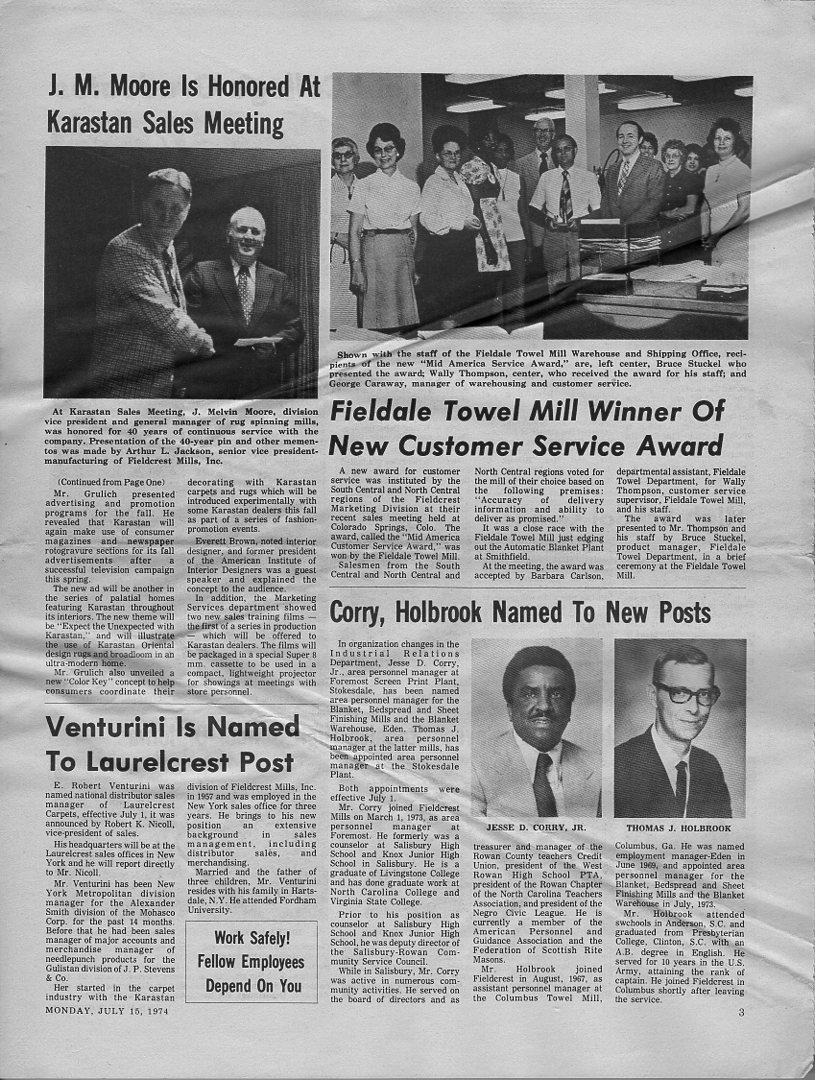 J. M. Moore Is Honored At
Karastan Sales Meeting
At Karastan Sales Meeting, J. Melvin Moore, division
vice president and general manager of rug spinning mills,
was honored for 40 years of continuous service with the
company. Presentation of the 40-year pin and other memen-
tos was made by Arthur L. Jackson, senior vice president-
manufacturing of Fieldcrest Mills, Inc.
(Continued from Page One)
Mr. Grulich presented
advertising and promotion
programs for the fall. He
revealed that Karastan will
again make use of consumer
magazines and newspaper
rotogravure sections for its fall
advertisements after a
successful television campaign
this spring.
The new ad will be another in
the series of palatial homes
featuring Karastan throughout
its interiors. The new theme will
be "Expect the Unexpected with
Karastan," and will illustrate
the use of Karastan Oriental
design rugs and broadloom in an
ultra-modern home.
Mr. Grulich also unveiled a
new "Color Key" concept to help
consumers coordinate their
decorating with Karastan
carpets and rugs which will be
introduced experimentally with
some Karastan dealers this fall
as part of a series of fashion-
promotion events.
Everett Brown, noted interior
designer, and former president
of the American Institute of
Interior Designers was a guest
speaker and explained the
concept to the audience.
In addition, the Marketing
Services department showed
two new sales training films —
the first of a series in production
— which will be offered to
Karastan dealers. The films will
be packaged in a special Super 8
mm. cassette to be used in a
compact, lightweight projector
for showings at meetings with
store personnel.
Shown with the staff of the Fieldale Towel Mill Warehouse and Shipping Office, reci-
pients of the new "Mid America Service Award," are, left center, Bruce Stuckel who
presented the award; Wally Thompson, center, who received the award for his staff; and
George Caraway, manager of warehousing and customer service.
Fieldale Towel Mill Winner Of
New Customer Service Award
A new award for customer
service was instituted by the
South Central and North Central
regions of the Fieldcrest
Marketing Division at their
recent sales meeting held at
Colorado Springs, Colo. The
award, called the "Mid America
Customer Service Award," was
won by the Fieldale Towel Mill.
Salesmen from the South
Central and North Central and
North Central regions voted for
the mill of their choice based on
the following premises:
"Accuracy of delivery
information and ability to
deliver as promised."
It was a close race with the
Fieldale Towel Mill just edging
out the Automatic Blanket Plant
at Smithfield.
At the meeting, the award was
accepted by Barbara Carlson,
departmental assistant, Fieldale
Towel Department, for Wally
Thompson, customer service
supervisor, Fieldale Towel Mill,
and his staff.
The award was later
presented to Mr. Thompson and
his staff by Bruce Stuckel,
product manager, Fieldale
Towel Department, in a brief
ceremony at the Fieldale Towel
Mill.
Corry, Holbrook Named To New Posts
In organization changes in the
Industrial Relations
Department, Jesse D. Corry,
Jr., area personnel manager at
Foremost Screen Print Plant,
Stokesdale, has been named
area personnel manager for the
Blanket, Bedspread and Sheet
Finishing Mills and the Blanket
Warehouse, Eden. Thomas J.
Holbrook, area personnel
manager at the latter mills, has
been appointed area personnel
manager at the Stokesdale
Plant.
Both appointments were
effective July 1.
Mr. Corry joined Fieldcrest
Mills on March 1, 1973, as area
personnel manager at
Foremost. He formerly was a
counselor at Salisbury High
School and Knox Junior High
School in Salisbury. He is a
graduate of Livingstone College
and has done graduate work at
North Carolina College and
Virginia State College.
Prior to his position as
counselor at Salisbury High
School and Knox Junior High
School, he was deputy director of
the Salisbury-Rowan Com-
munity Service Council.
While in Salisbury, Mr. Corry
was active in numerous com-
munity activities. He served on
the board of directors and as
JESSE D. CORRY, JR.
THOMAS J. HOLBROOK
treasurer and manager of the
Rowan County teachers Credit
Union, president of the West
Rowan High School PTA,
president of the Rowan Chapter
of the North Carolina Teachers
Association, and president of the
Negro Civic League. He is
currently a member of the
American Personnel and
Guidance Association and the
Federation of Scottish Rite
Masons.
Mr. Holbrook joined
Fieldcrest in August, 1967, as
assistant personnel manager at
the Columbus Towel Mill,
Columbus, Ga. He was named
employment manager-Eden in
June 1969, and appointed area
personnel manager for the
Blanket, Bedspread and Sheet
Finishing Mills and the Blanket
Warehouse in July, 1973.
Mr. Holbrook attended
swchools in Anderson, S.C. and
graduated from Presbyterian
College, Clinton, S.C. with an
A.B. degree in English. He
served for 10 years in the U.S.
Army, attaining the rank of
captain. He joined Fieldcrest in
Columbus shortly after leaving
the service.
Venturini Is Named
To Laurelcrest Post
E. Robert Venturini was
named national distributor sales
manager of Laurelcrest
Carpets, effective July 1, it was
announced by Robert K. Nicoll,
vice-president of sales.
His headquarters will be at the
Laurelcrest sales offices in New
York and he will report directly
to Mr. Nicoll.
Mr. Venturini has been New
York Metropolitan division
manager for the Alexander
Smith division of the Mohasco
Corp. for the past 14 months.
Before that he had been sales
manager of major accounts and
merchandise manager of
needlepunch products for the
Gulistan division of J. P. Stevens
& Co.
Her started in the carpet
industry with the Karastan
division of Fieldcrest Mills, Inc.
in 1957 and was employed in the
New York sales office for three
years. He brings to his new
position an extensive
background in sales
management, including
distributor sales, and
merchandising.
Married and the father of
three children, Mr. Venturini
resides with his family in Harts-
dale, N.Y. He attended Fordham
University.
Work Safely!
Fellow Employees
Depend On You
MONDAY, JULY 15, 1974
3